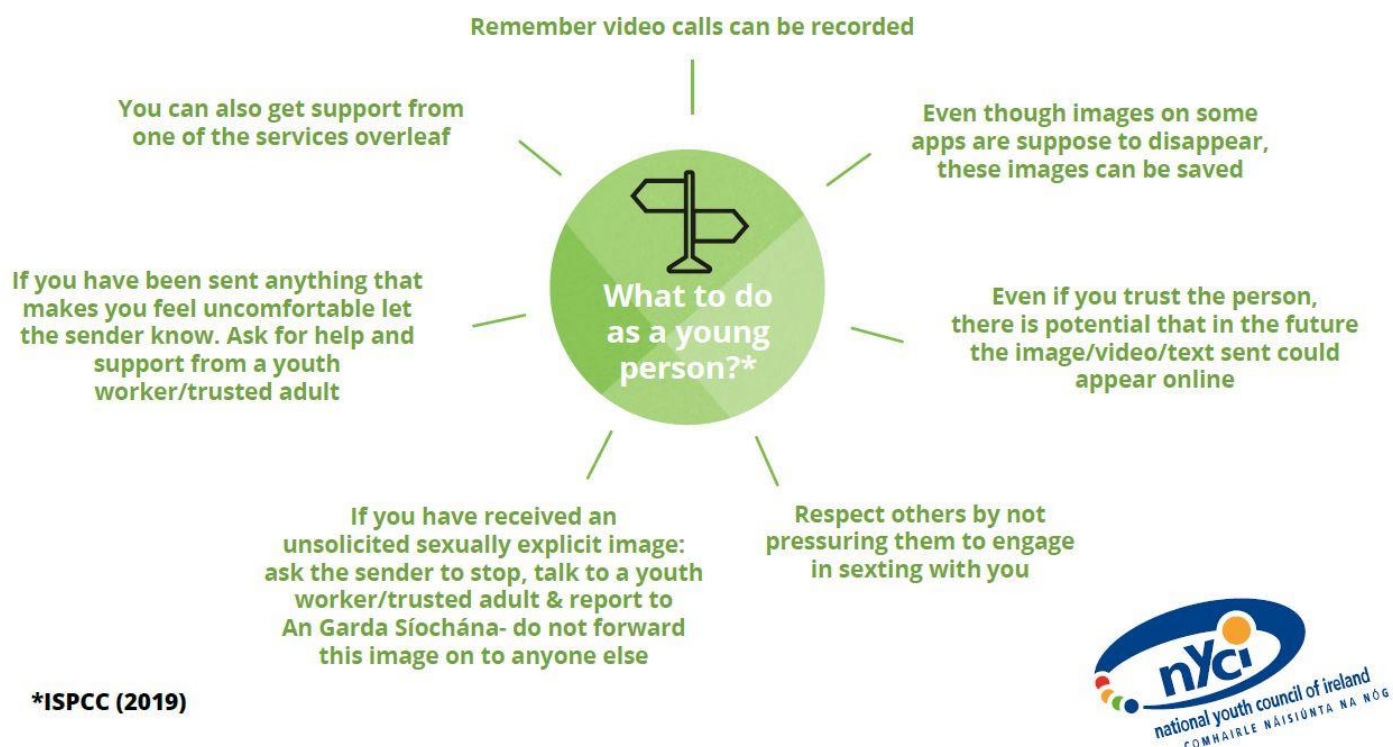 Remember video calls can be recorded
You can also get support from
one of the services overleaf
Even though images on some
apps are suppose to disappear,
these images can be saved
What to do
as a young
person?*
If you have been sent anything that
makes you feel uncomfortable let
the sender know. Ask for help and
support from a youth
worker/trusted adult
Even if you trust the person,
there is potential that in the future
the image/video/text sent could
appear online
If you have received an
unsolicited sexually explicit image:
ask the sender to stop, talk to a youth
worker/trusted adult & report to
An Garda Síochána- do not forward
this image on to anyone else
Respect others by not
pressuring them to engage
in sexting with you
*ISPCC (2019)
nyci
national youth council of ireland
COMHAIRLE NÁISIÚNTA NA NÓG